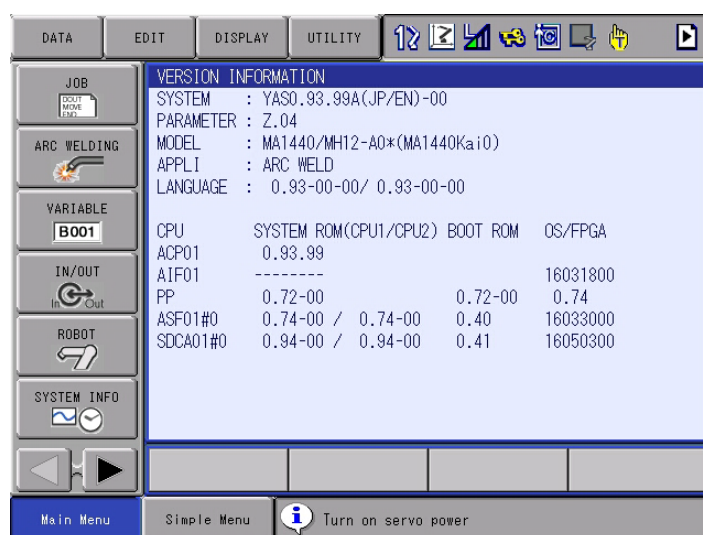 DATA EDIT DISPLAY UTILITY 12
JOB
DOUT
MOVE
END
ARC WELDING
VARIABLE
B001
IN/OUT
In Out
ROBOT
SYSTEM INFO
VERSION INFORMATION
SYSTEM : YAS0.93.99A(JP/EN)-00
PARAMETER : Z.04
MODEL : MA1440/MH12-A0*(MA1440Kai0)
APPLI : ARC WELD
LANGUAGE : 0.93-00-00/ 0.93-00-00
CPU SYSTEM ROM(CPU1/CPU2) BOOT ROM OS/FPGA
ACP01 0.93.99
AIF01 -------- 16031800
PP 0.72-00 0.72-00 0.74
ASF01#0 0.74-00 / 0.74-00 0.40 16033000
SDCA01#0 0.94-00 / 0.94-00 0.41 16050300
Main Menu Simple Menu Turn on servo power